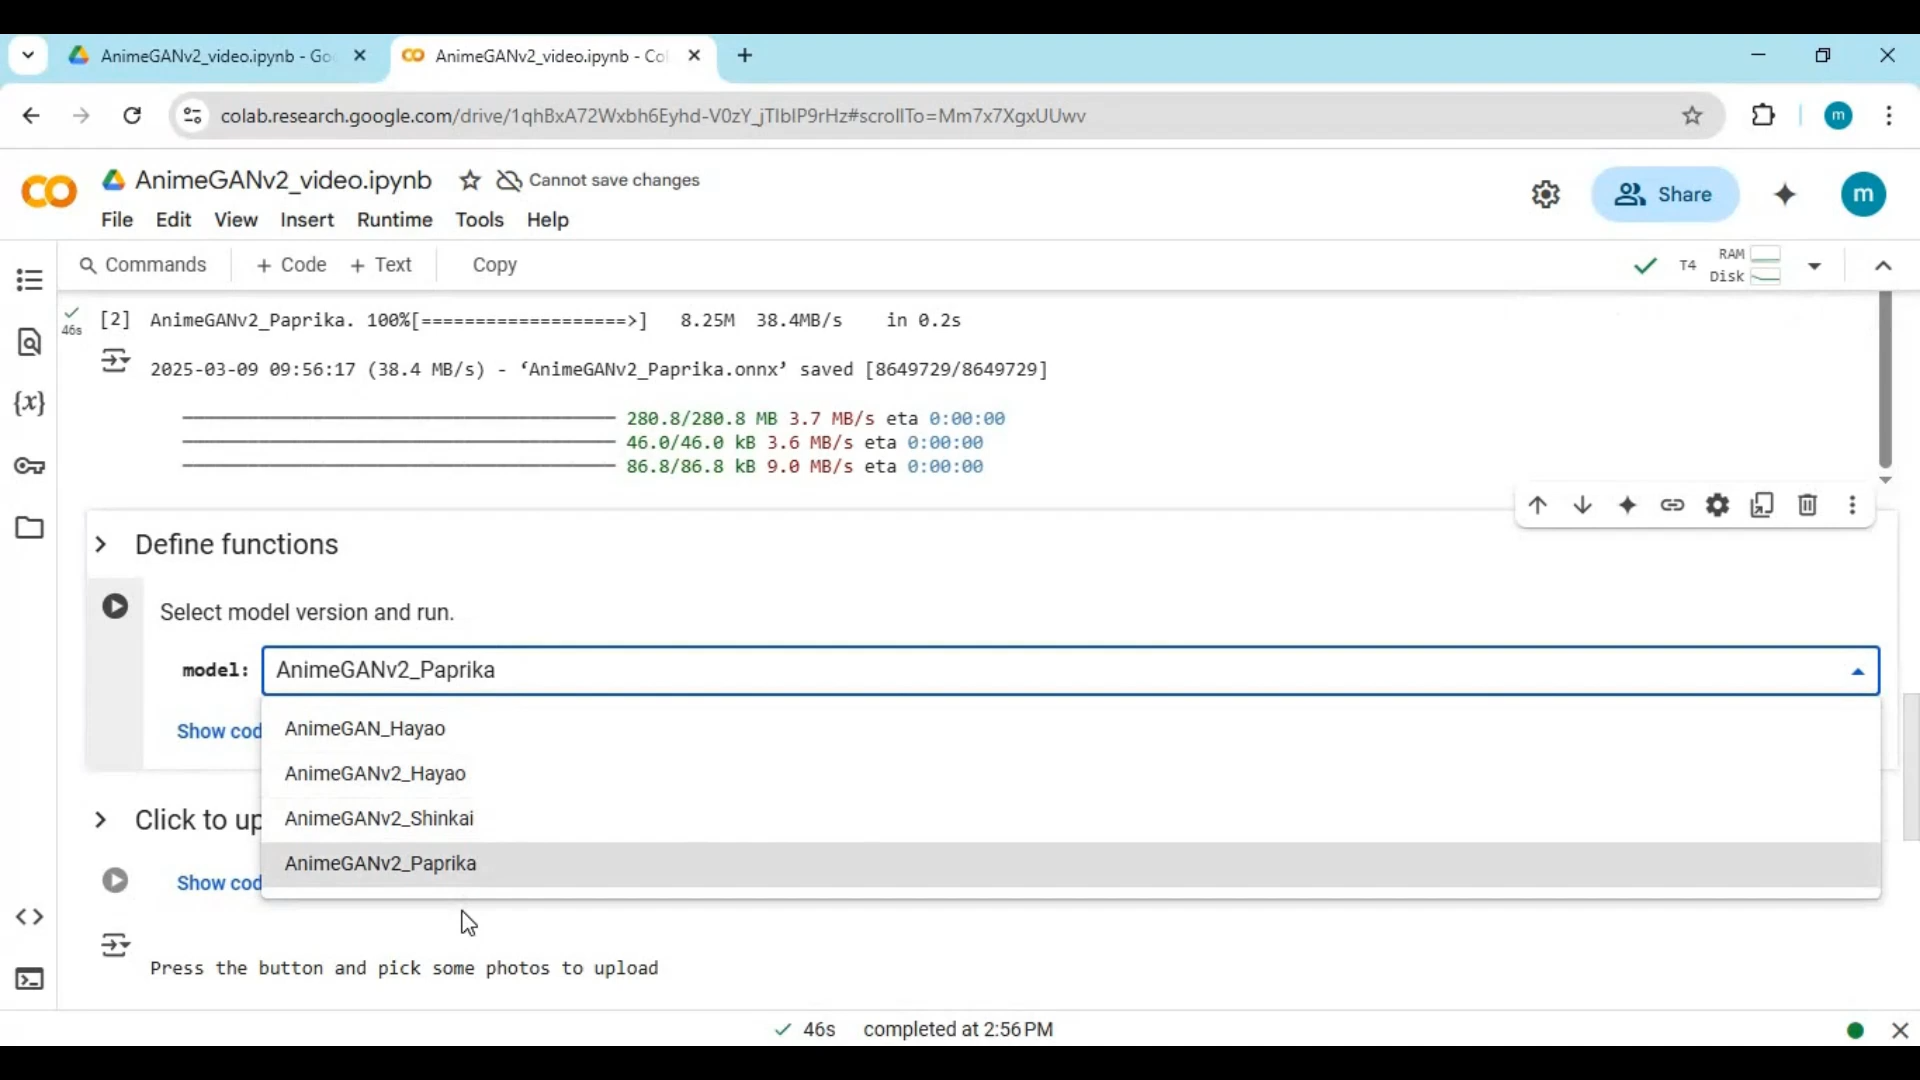 AnimeGANv2_video.ipynb - Go
AnimeGANv2_video.ipynb - Col
colab.research.google.com/drive/1qhBxA72Wxbh6Eyhd-V0zY_jTlblP9rHz#scrollTo=Mm7x7XgxUUwv
m
AnimeGANv2_video.ipynb
Cannot save changes
Share
m
File Edit View Insert Runtime Tools Help
Commands + Code + Text Copy
T4 RAM
Disk
46s
[2] AnimeGANv2_Paprika. 100%[===================>] 8.25M 38.4MB/s in 0.2s
2025-03-09 09:56:17 (38.4 MB/s) - ‘AnimeGANv2_Paprika.onnx’ saved [8649729/8649729]
280.8/280.8 MB 3.7 MB/s eta 0:00:00
46.0/46.0 kB 3.6 MB/s eta 0:00:00
86.8/86.8 kB 9.0 MB/s eta 0:00:00
{x}
Define functions
Select model version and run.
model: AnimeGANv2_Paprika
Show cod
AnimeGAN_Hayao
AnimeGANv2_Hayao
AnimeGANv2_Shinkai
Click to up
AnimeGANv2_Paprika
Show cod
Press the button and pick some photos to upload
46s completed at 2:56 PM